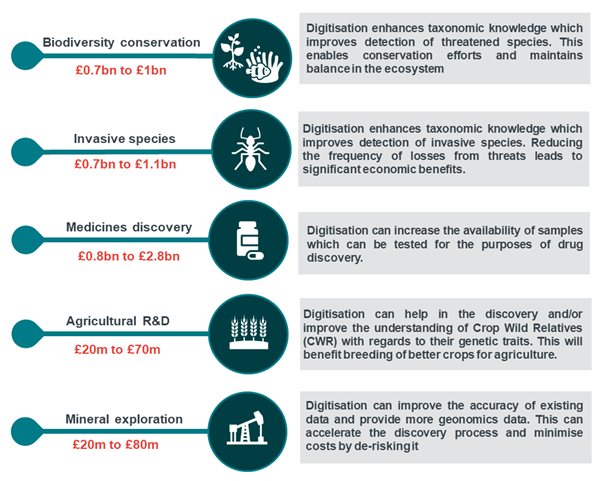 Biodiversity conservation
£0.7bn to £1bn
Digitisation enhances taxonomic knowledge which
improves detection of threatened species. This
enables conservation efforts and maintains
balance in the ecosystem
Invasive species
£0.7bn to £1.1bn
Digitisation enhances taxonomic knowledge which
improves detection of invasive species. Reducing
the frequency of losses from threats leads to
significant economic benefits.
Medicines discovery
£0.8bn to £2.8bn
Digitisation can increase the availability of samples
which can be tested for the purposes of drug
discovery.
Agricultural R&D
£20m to £70m
Digitisation can help in the discovery and/or
improve the understanding of Crop Wild Relatives
(CWR) with regards to their genetic traits. This will
benefit breeding of better crops for agriculture.
Mineral exploration
£20m to £80m
Digitisation can improve the accuracy of existing
data and provide more geonomics data. This can
accelerate the discovery process and minimise
costs by de-risking it